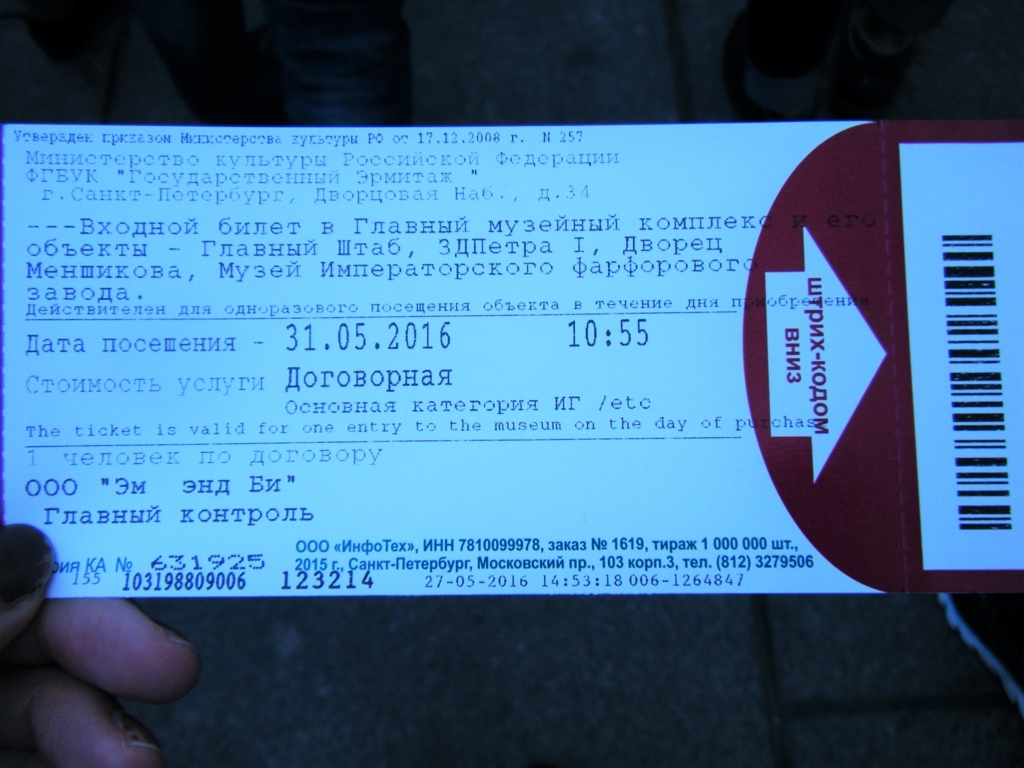 Утвержден приказом Министерства культуры РФ от 17.12.2008 г. N 257
Министерство культуры Российской Федерации
ФГБУК "Государственный Эрмитаж "
г.Санкт-Петербург, Дворцовая Наб., д.34
---Входной билет в Главный музейный комплекс и его
объекты - Главный Штаб, ЗДПетра I, Дворец
Меншикова, Музей Императорского фарфорового
завода.
Действителен для одноразового посещения объекта в течение дня приобретения
Дата посещения - 31.05.2016 10:55
Стоимость услуги Договорная
Основная категория ИГ /etc
The ticket is valid for one entry to the museum on the day of purchas
1 человек по договору
ООО "Эм энд Би"
Главный контроль
ООО «ИнфоТех», ИНН 7810099978, заказ № 1619, тираж 1 000 000 шт.,
рия КА № 631925 2015 г., Санкт-Петербург, Московский пр., 103 корп.3, тел. (812) 3279506
155 103198809006 123214 27-05-2016 14:53:18 006-1264847
ШТРИХ-КОДОМ
ВНИЗ